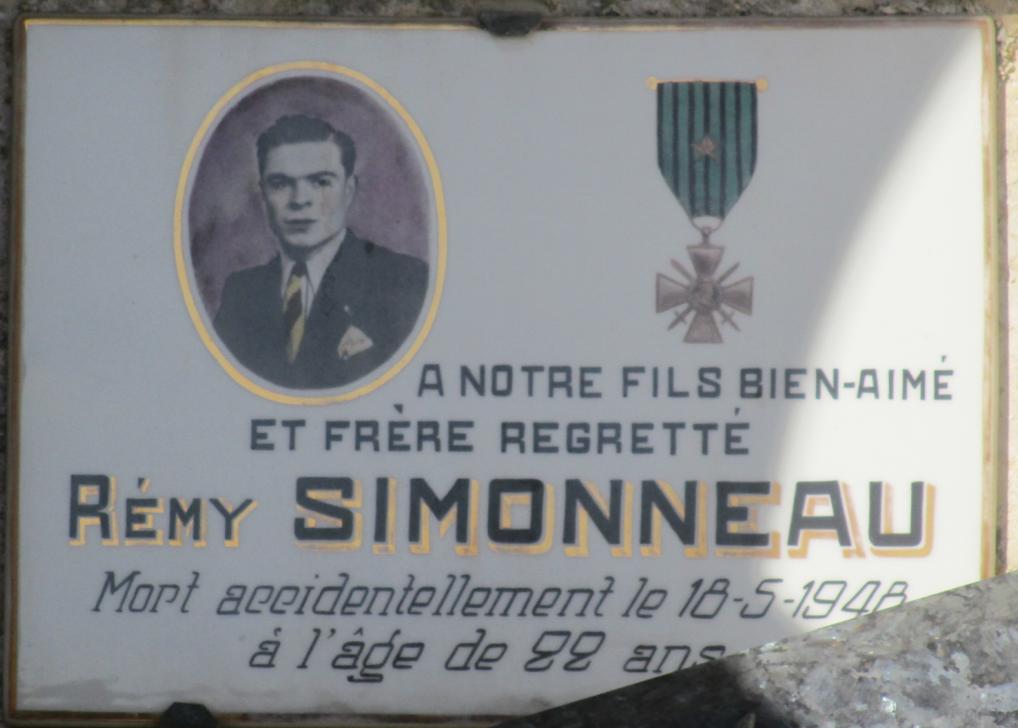 A NOTRE FILS BIEN-AIMÉ
ET FRÈRE REGRETTÉ
RÉMY SIMONNEAU
Mort accidentellement le 18-5-1948
à l'âge de 22 ans